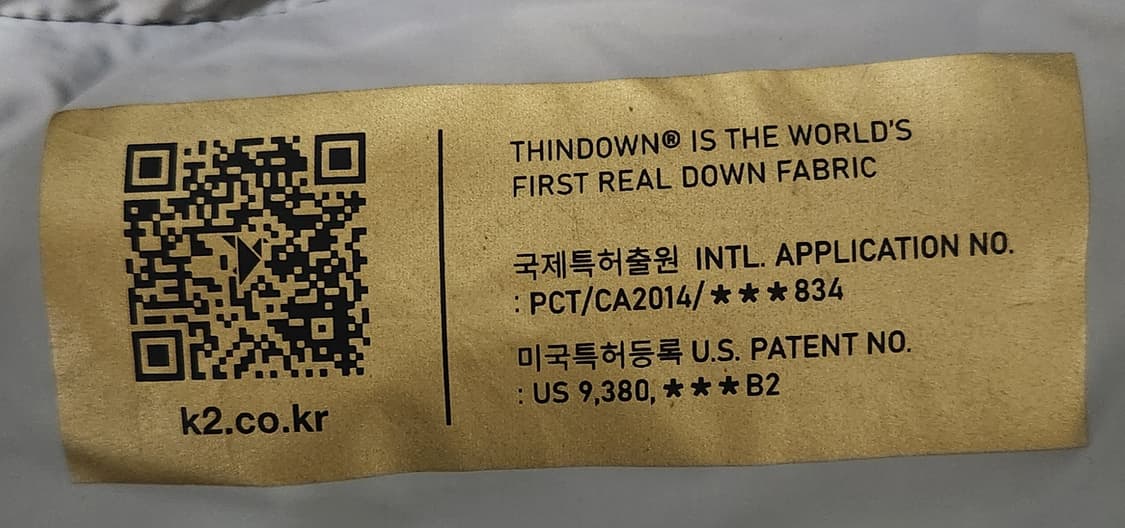 k2.co.kr
THINDOWN® IS THE WORLD'S
FIRST REAL DOWN FABRIC
국제특허출원 INTL. APPLICATION NO.
: PCT/CA2014/★★★834
미국특허등록 U.S. PATENT NO.
: US 9,380,★★★B2